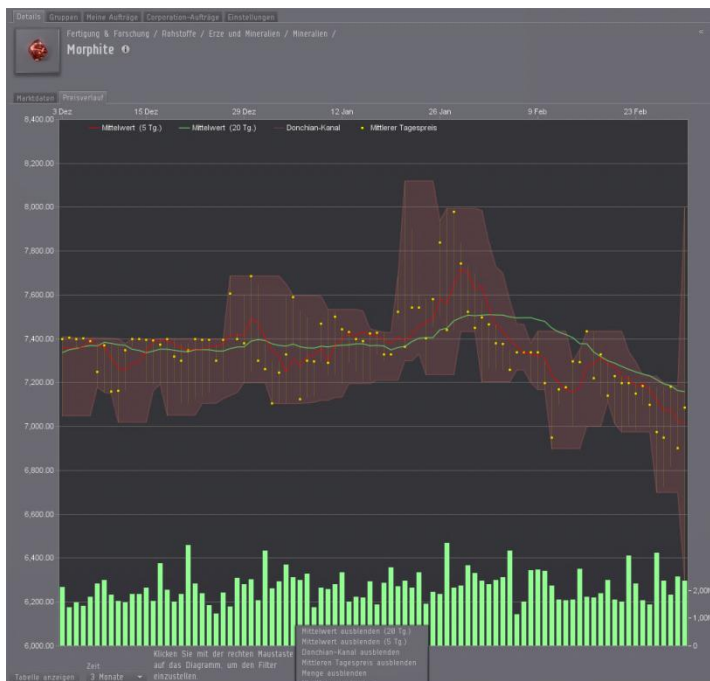 Details Gruppen Meine Aufträge Corporation-Aufträge Einstellungen
Fertigung & Forschung / Rohstoffe / Erze und Mineralien / Mineralien /
Morphite
Marktdaten Preisverlauf
3 Dez 15 Dez 29 Dez 12 Jan 26 Jan 9 Feb 23 Feb
8,400.00
Mittelwert (5 Tg.) Mittelwert (20 Tg.) Donchian-Kanal Mittlerer Tagespreis
8,200.00
8,000.00
7,800.00
7,600.00
7,400.00
7,200.00
7,000.00
6,800.00
6,600.00
6,400.00
6,200.00
2,00M
1,00M
6,000.00
0
Mittelwert ausblenden (20 Tg.)
Mittelwert ausblenden (5 Tg.)
Donchian-Kanal ausblenden
Mittleren Tagespreis ausblenden
Menge ausblenden
Klicken Sie mit der rechten Maustaste
auf das Diagramm, um den Filter
einzustellen.
Zeit
Tabelle anzeigen 3 Monate